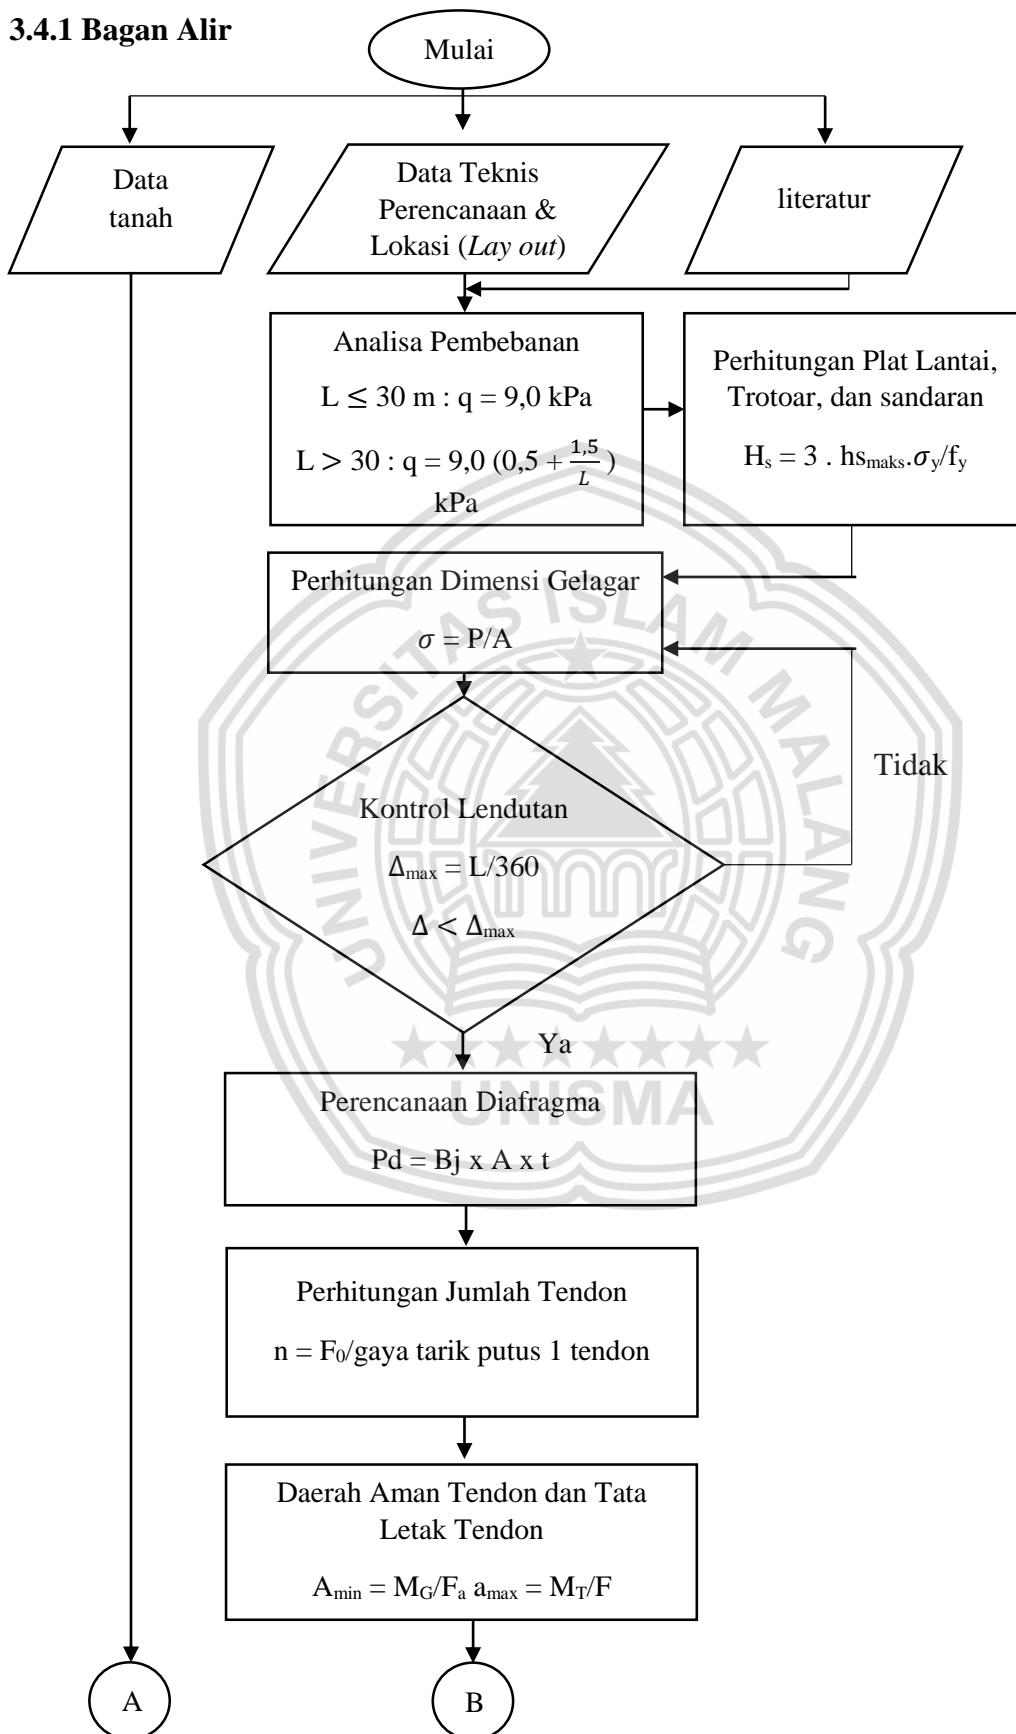 3.4.1 Bagan Alir
Mulai
Data
tanah
Data Teknis
Perencanaan &
Lokasi (Lay out)
literatur
Analisa Pembebanan
L ≤ 30 m : q = 9,0 kPa
L > 30 : q = 9,0 (0,5 + 1,5/L )
kPa
Perhitungan Plat Lantai,
Trotoar, dan sandaran
Hₛ = 3 . hsₘₐₖₛ.σy/fy
Perhitungan Dimensi Gelagar
σ = P/A
Kontrol Lendutan
Δmax = L/360
Δ < Δmax
Tidak
Ya
Perencanaan Diafragma
Pd = Bj x A x t
Perhitungan Jumlah Tendon
n = F₀/gaya tarik putus 1 tendon
Daerah Aman Tendon dan Tata
Letak Tendon
Amin = MG/Fa amax = MT/F
A
B
UNIVERSITAS ISLAM MALANG
UNISMA